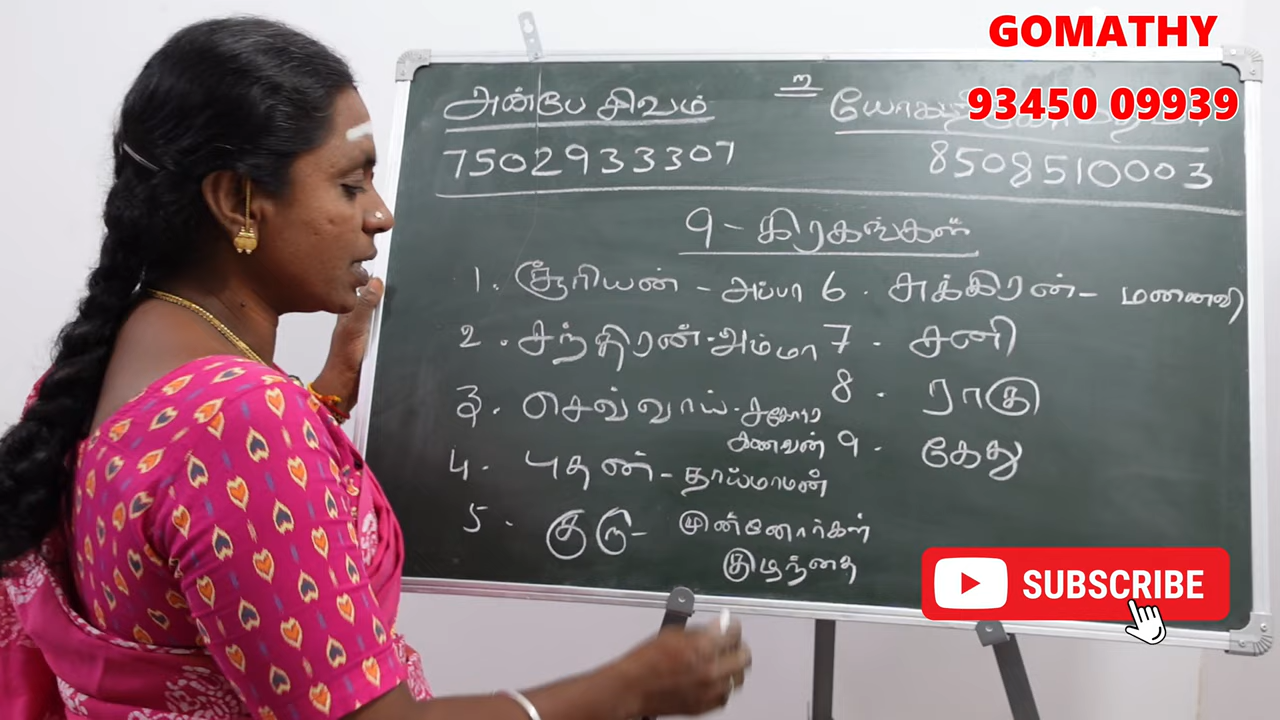 GOMATHY
93450 09939
அன்பே சிவம்
உ
7502933307
8508510003
9 - கிரகங்கள்
1. சூரியன் - அப்பா
2. சந்திரன் - அம்மா
3. செவ்வாய் - சகோதர
கணவன்
4. புதன் - தாய்மாமன்
5. குரு - முன்னோர்கள்
குழந்தை
6. சுக்கிரன் - மனைவி
7. சனி
8. ராகு
9. கேது
SUBSCRIBE